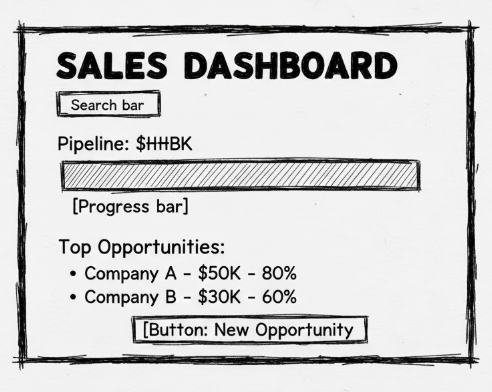 SALES DASHBOARD
Search bar
Pipeline:
[Progress bar]
Top Opportunities:
• Company A - $50K - 80%
• Company B - $30K - 60%
[Button: New Opportunity